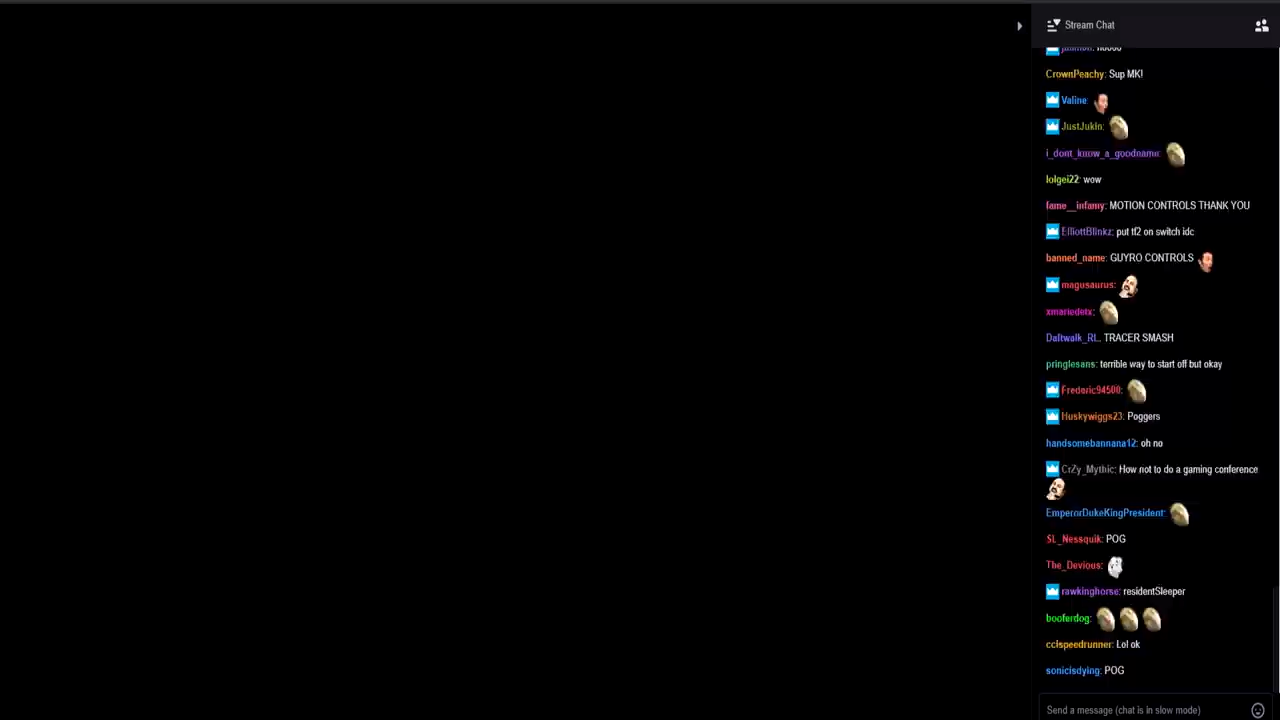 Stream Chat
CrownPeachy: Sup MK!
Valine:
JustJukin:
i_dont_know_a_goodname:
lolgei22: wow
fame__infamy: MOTION CONTROLS THANK YOU
ElliottBlinkz: put tf2 on switch idc
banned_name: GUYRO CONTROLS
magusaurus:
xmariedetx:
Daftwalk_RL: TRACER SMASH
pringlesans: terrible way to start off but okay
Frederic94500:
Huskywiggs23: Poggers
handsomebannana12: oh no
CrZy_Mythic: How not to do a gaming conference
EmperorDukeKingPresident:
SL_Nessquik: POG
The_Devious:
rawkinghorse: residentSleeper
booferdog:
cclspeedrunner: Lol ok
sonicisdying: POG
Send a message (chat is in slow mode)